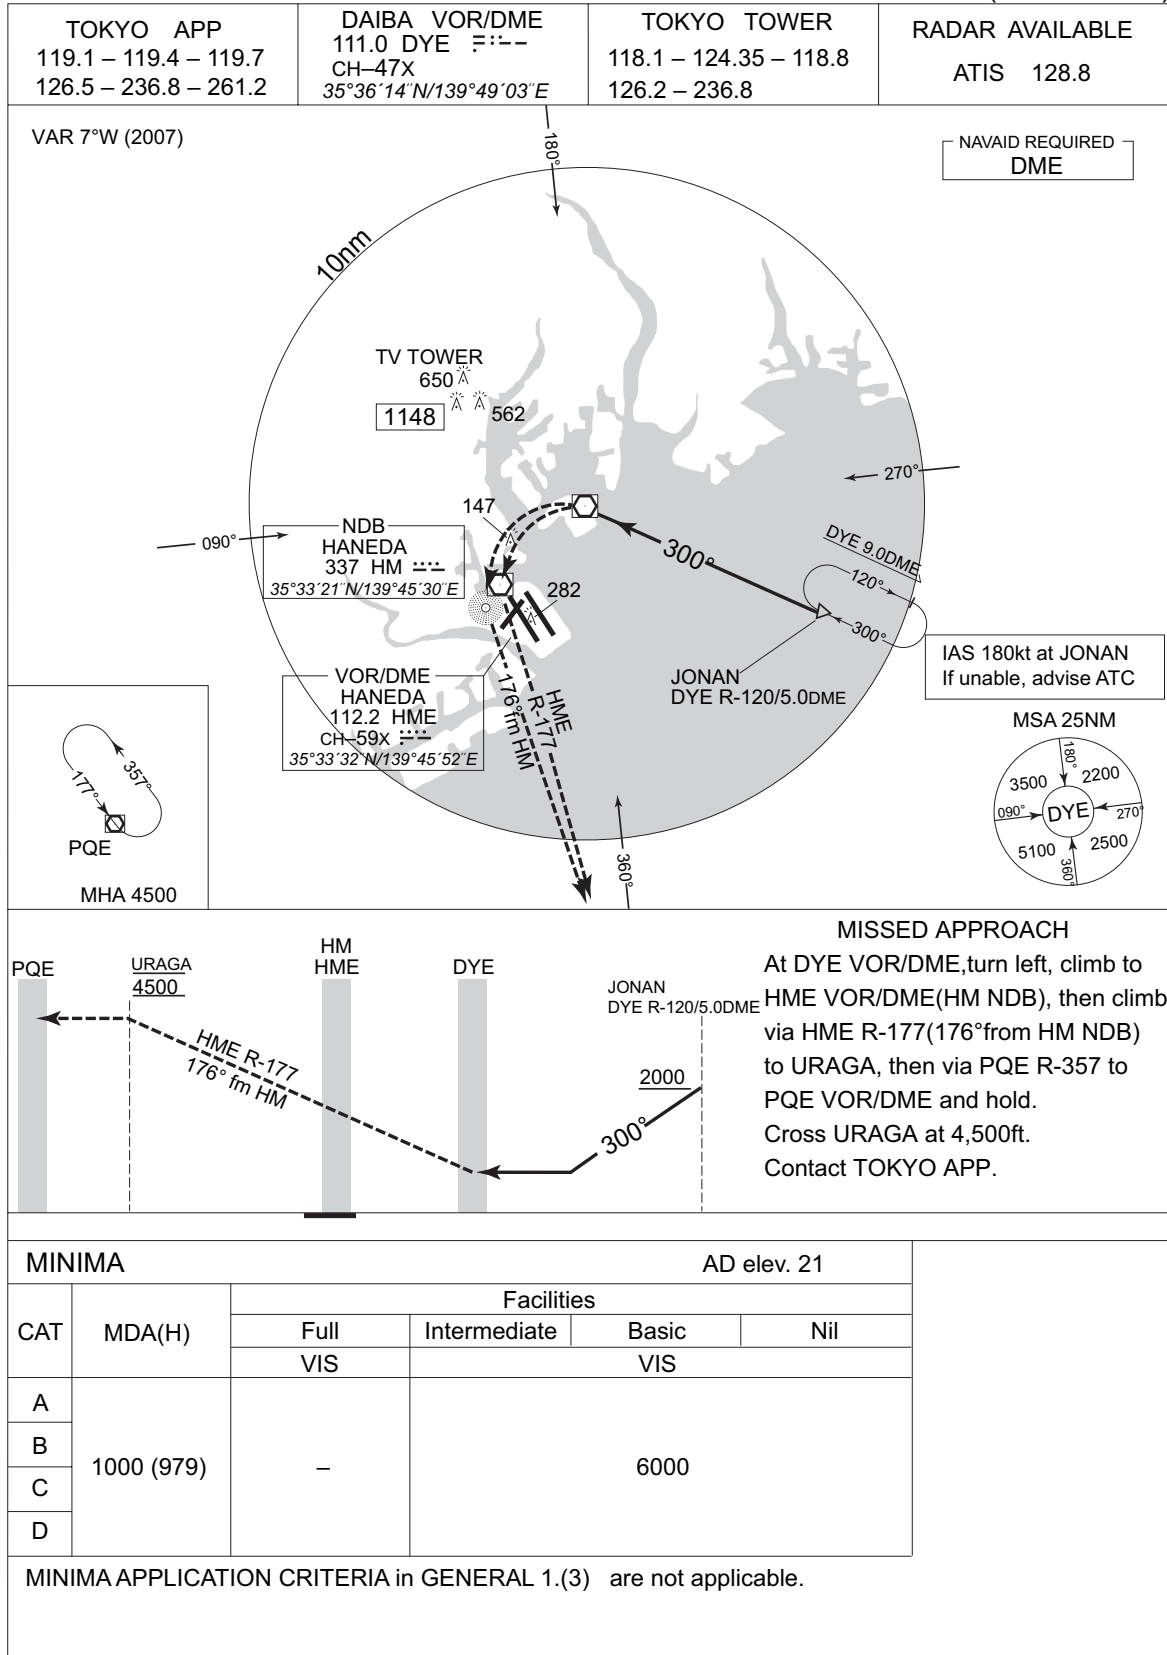 TOKYO APP
119.1 – 119.4 – 119.7
126.5 – 236.8 – 261.2
DAIBA VOR/DME
111.0 DYE
CH–47X
35°36´14˝N/139°49´03˝E
TOKYO TOWER
118.1 – 124.35 – 118.8
126.2 – 236.8
RADAR AVAILABLE
ATIS 128.8
VAR 7°W (2007)
NAVAID REQUIRED
DME
180°
10nm
TV TOWER
650
1148
562
270°
147
090°
NDB
HANEDA
337 HM
35°33´21˝N/139°45´30˝E
300°
DYE 9.0DME
120°
300°
282
IAS 180kt at JONAN
If unable, advise ATC
JONAN
DYE R-120/5.0DME
VOR/DME
HANEDA
112.2 HME
CH–59X
35°33´32˝N/139°45´52˝E
176°fm HM
HME
R-177
360°
177°
357°
PQE
MHA 4500
MSA 25NM
180°
3500
2200
090°
DYE
270°
5100
2500
360°
PQE
URAGA
4500
HM
HME
DYE
JONAN
DYE R-120/5.0DME
2000
300°
HME R-177
176° fm HM
MISSED APPROACH
At DYE VOR/DME,turn left, climb to
HME VOR/DME(HM NDB), then climb
via HME R-177(176°from HM NDB)
to URAGA, then via PQE R-357 to
PQE VOR/DME and hold.
Cross URAGA at 4,500ft.
Contact TOKYO APP.
MINIMA
AD elev. 21
CAT
MDA(H)
Facilities
Full
Intermediate
Basic
Nil
VIS
VIS
A
B
C
D
1000 (979)
–
6000
MINIMA APPLICATION CRITERIA in GENERAL 1.(3) are not applicable.